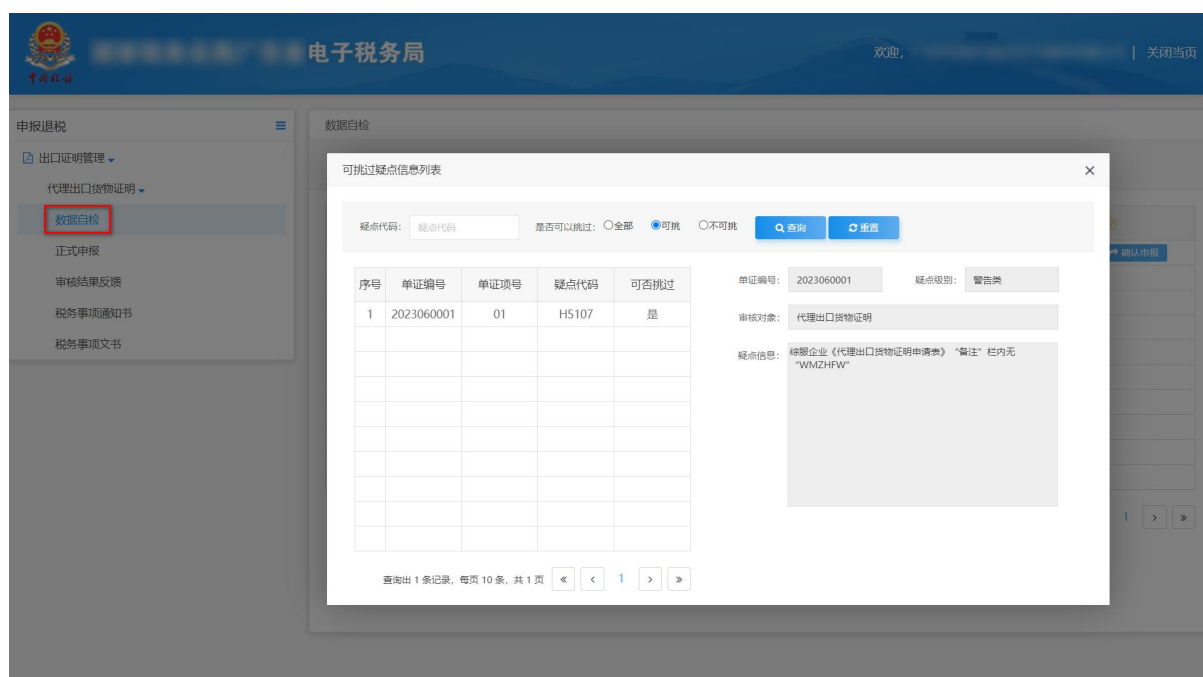 电子税务局
欢迎,
| 关闭当页
中国税务
申报退税
数据自检
出口证明管理
代理出口货物证明
数据自检
正式申报
审核结果反馈
税务事项通知书
税务事项文书
可挑过疑点信息列表
疑点代码: 疑点代码 是否可以挑过: 全部 可挑 不可挑 查询 重置
确认申报
序号 单证编号 单证项号 疑点代码 可否挑过
1 2023060001 01 H5107 是
单证编号: 2023060001 疑点级别: 警告类
审核对象: 代理出口货物证明
疑点信息: 综服企业《代理出口货物证明申请表》“备注”栏内无
“WMZHFW”
查询出 1 条记录, 每页 10 条, 共 1 页 « ‹ 1 › »
1 › »